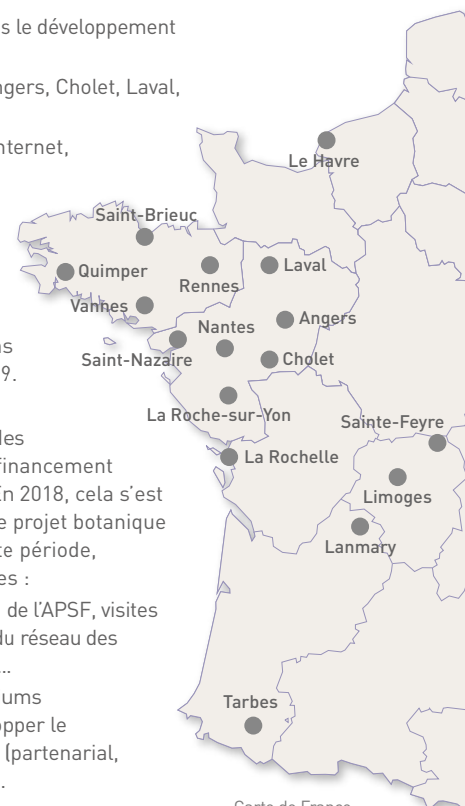 s le développement
ngers, Cholet, Laval,
nternet,
ns
9.
des
financement
En 2018, cela s’est
e projet botanique
te période,
es :
de l’APSF, visites
du réseau des
…
ums
opper le
(partenarial,
.
Le Havre
Saint-Brieuc
Quimper
Rennes
Laval
Vannes
Nantes
Angers
Saint-Nazaire
Cholet
La Roche-sur-Yon
Sainte-Feyre
La Rochelle
Limoges
Lanmary
Tarbes
Carte de France